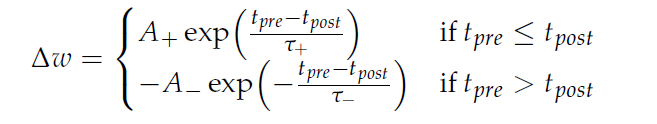 Δw = { A₊ exp( (t_pre − t_post) / τ₊ ) if t_pre ≤ t_post
−A₋ exp( − (t_pre − t_post) / τ₋ ) if t_pre > t_post